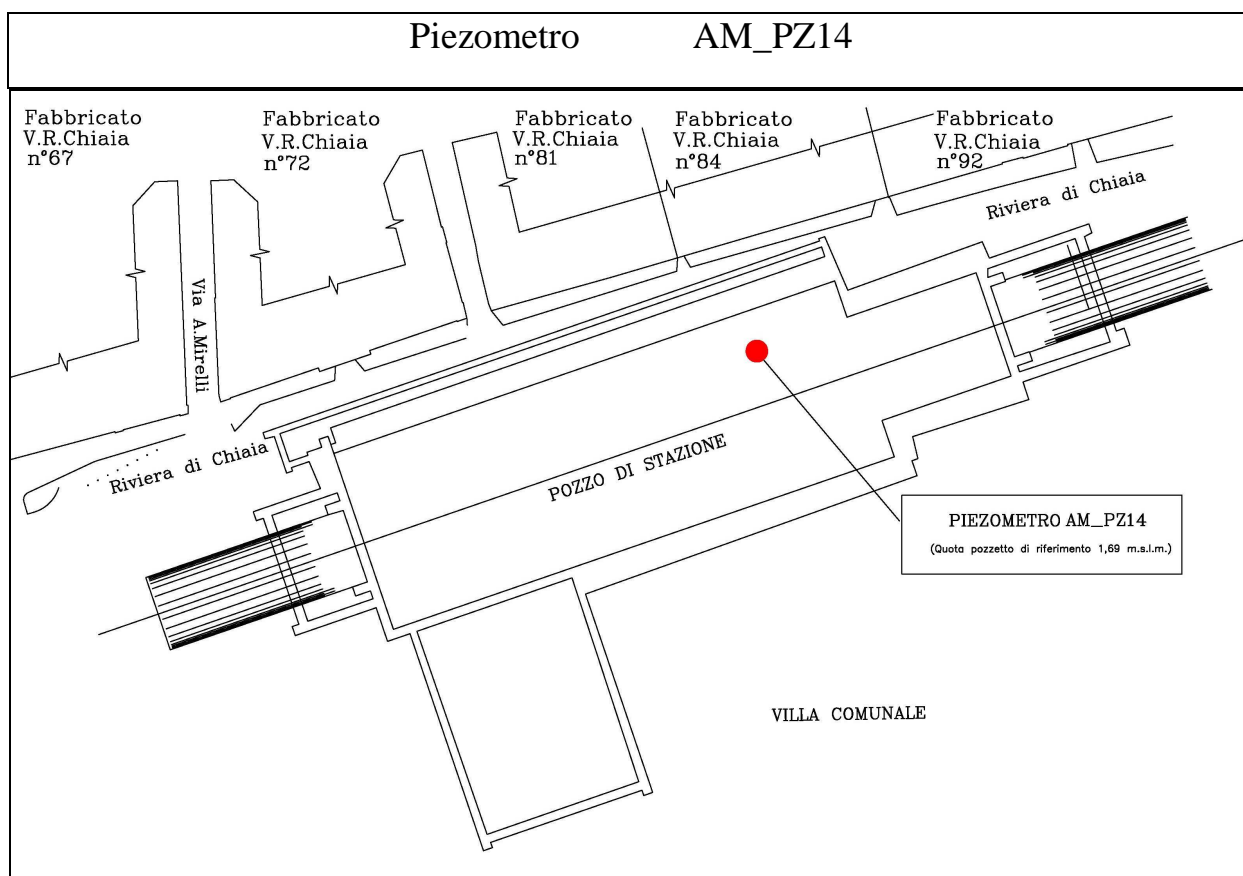 Piezometro AM_PZ14
Fabbricato
V.R.Chiaia
n°67
Fabbricato
V.R.Chiaia
n°72
Fabbricato
V.R.Chiaia
n°81
Fabbricato
V.R.Chiaia
n°84
Fabbricato
V.R.Chiaia
n°92
Riviera di Chiaia
Via A.Mirelli
Riviera di Chiaia
POZZO DI STAZIONE
PIEZOMETRO AM_PZ14
(Quota pozzetto di riferimento 1,69 m.s.l.m.)
VILLA COMUNALE